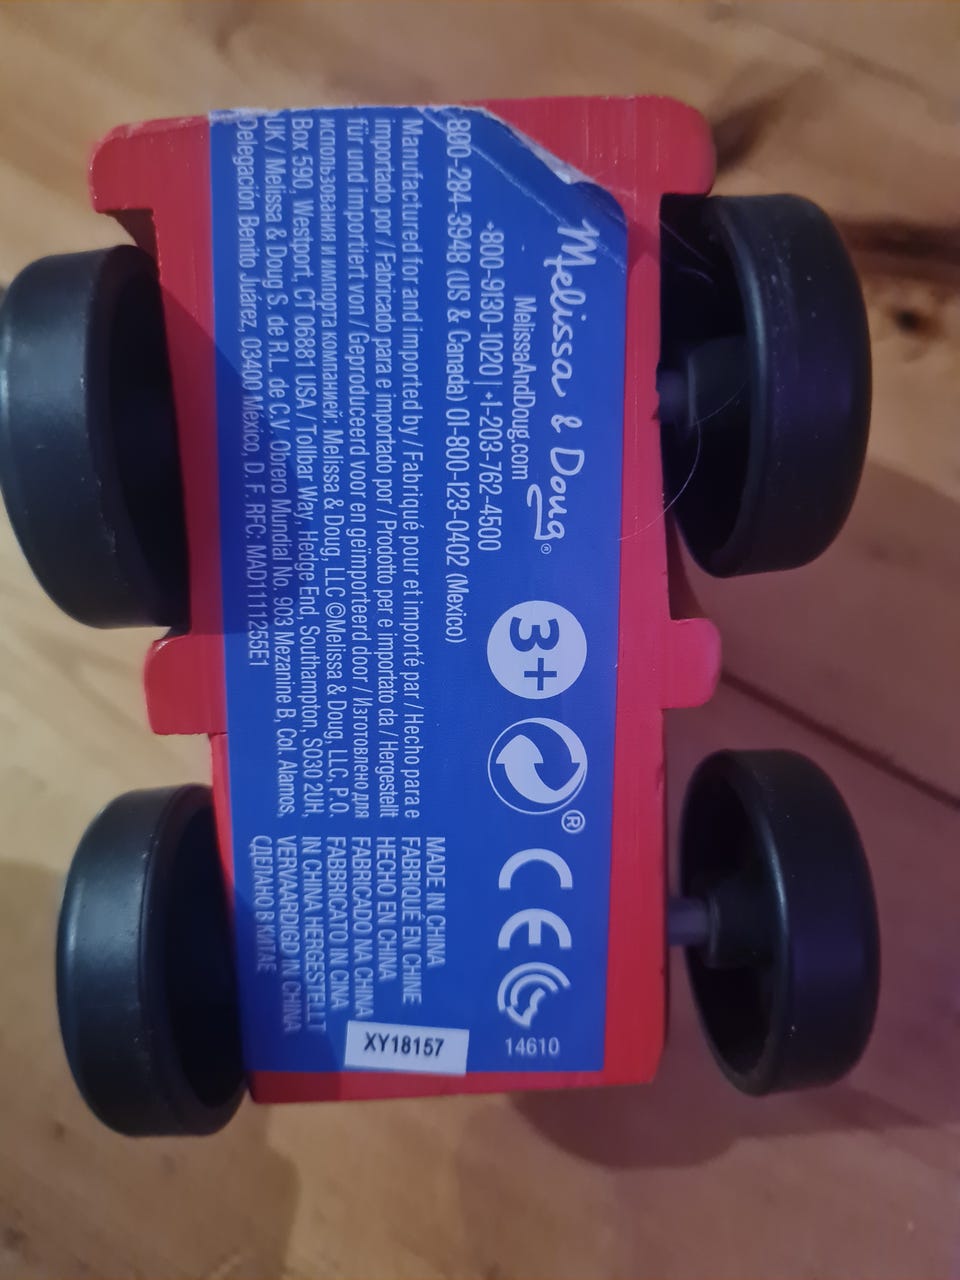 Melissa & Doug®
MelissaAndDoug.com
+800-9130-1020 | +1-203-762-4500
800-284-3948 (US & Canada) 01-800-123-0402 (Mexico)
Manufactured for and imported by / Fabriqué pour et importé par / Hecho para e
importado por / Fabricado para e importado por / Prodotto per e importato da / Hergestellt
für und importiert von / Geproduceerd voor en geïmporteerd door / Изготовлено для
использования и импорта компанией: Melissa & Doug, LLC ©Melissa & Doug, LLC, P.O.
Box 590, Westport, CT 06881 USA / Tollbar Way, Hedge End, Southampton, SO30 2UH,
UK / Melissa & Doug S. de R.L. de C.V. Obrero Mundial No. 903 Mezanine B, Col. Alamos,
Delegación Benito Juárez, 03400 México, D. F. RFC: MAD1111255E1
3+
®
CE
MADE IN CHINA
FABRIQUÉ EN CHINE
HECHO EN CHINA
FABRICADO NA CHINA
FABBRICATO IN CINA
IN CHINA HERGESTELLT
VERVAARDIGD IN CHINA
СДЕЛАНО В КИТАЕ
14610
XY18157